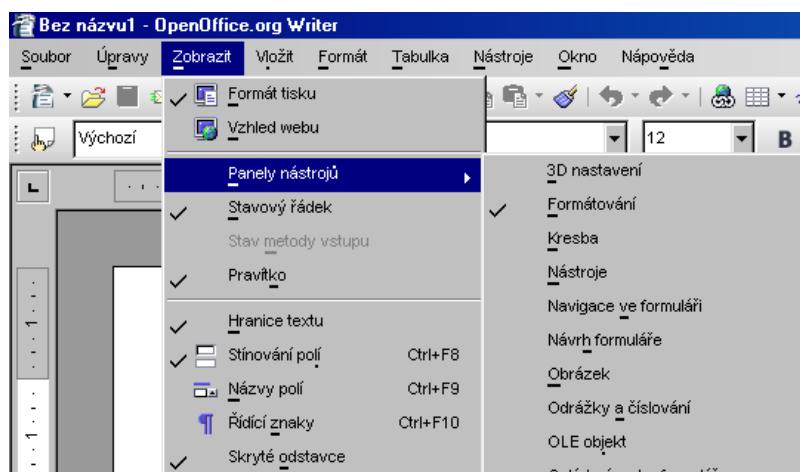 Bez názvu1 - OpenOffice.org Writer
Soubor Úpravy Zobrazit Vložit Formát Tabulka Nástroje Okno Nápověda
Výchozí 12 B
Formát tisku
Vzhled webu
Panely nástrojů
Stavový řádek
Stav metody vstupu
Pravítko
Hranice textu
Stínování polí Ctrl+F8
Názvy polí Ctrl+F9
Řídící znaky Ctrl+F10
Skryté odstavce
3D nastavení
Formátování
Kresba
Nástroje
Navigace ve formuláři
Návrh formuláře
Obrázek
Odrážky a číslování
OLE objekt
1
1